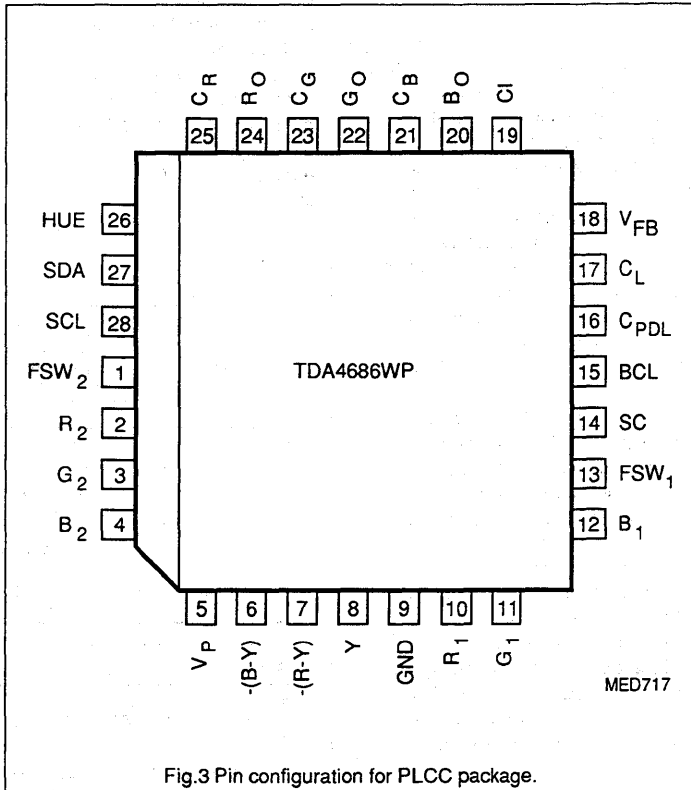 C_R R_O C_G G_O C_B B_O CI
25 24 23 22 21 20 19
HUE 26
SDA 27
SCL 28
FSW_2 1
R_2 2
G_2 3
B_2 4
TDA4686WP
18 V_FB
17 C_L
16 C_PDL
15 BCL
14 SC
13 FSW_1
12 B_1
5 6 7 8 9 10 11
V_P -(B-Y) -(R-Y) Y GND R_1 G_1
MED717
Fig.3 Pin configuration for PLCC package.